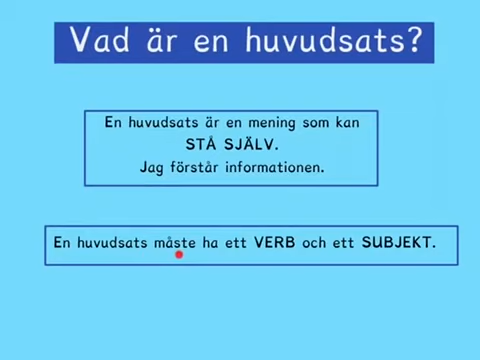 Vad är en huvudsats?
En huvudsats är en mening som kan
STÅ SJÄLV.
Jag förstår informationen.
En huvudsats måste ha ett VERB och ett SUBJEKT.